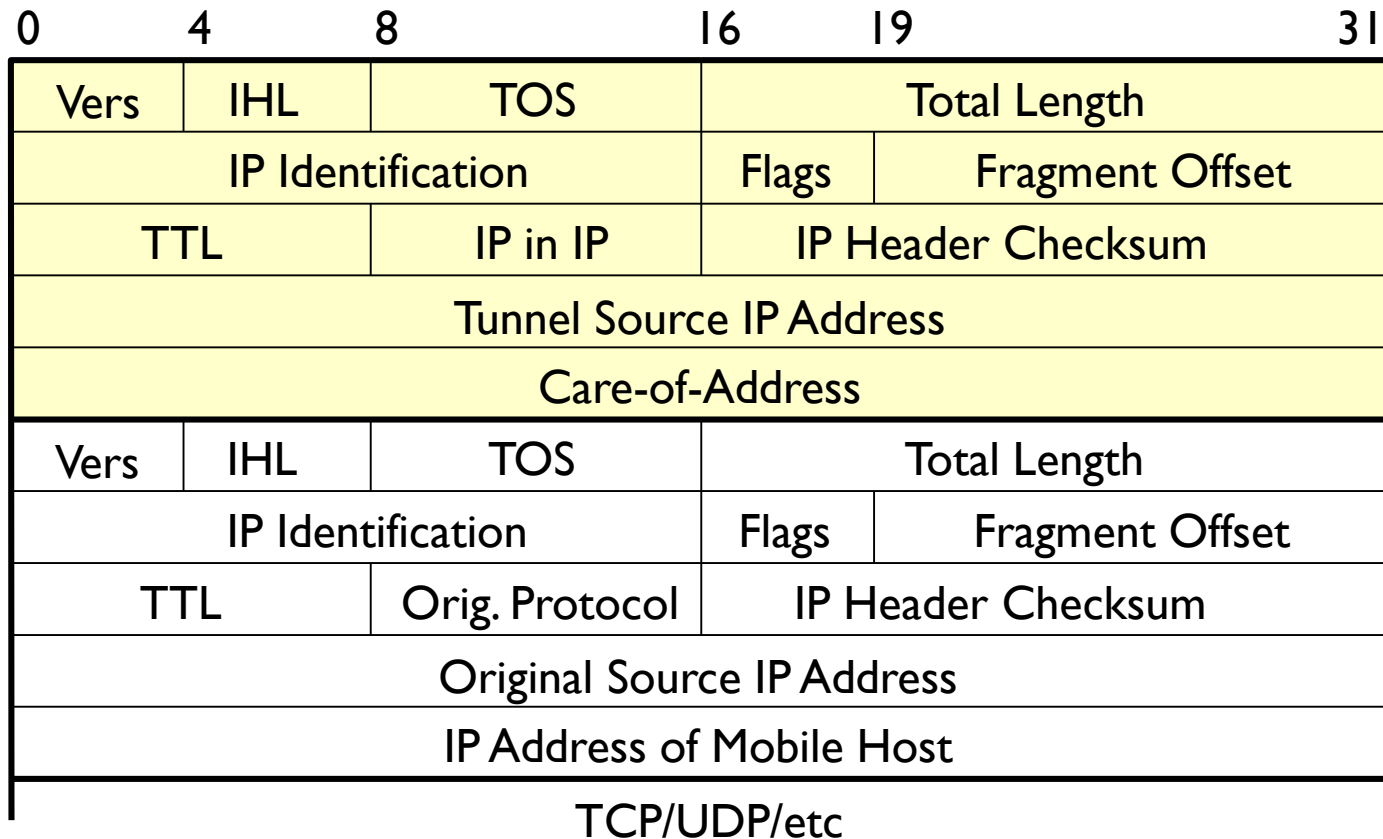 0 4 8 16 19 31
Vers IHL TOS Total Length
IP Identification Flags Fragment Offset
TTL IP in IP IP Header Checksum
Tunnel Source IP Address
Care-of-Address
Vers IHL TOS Total Length
IP Identification Flags Fragment Offset
TTL Orig. Protocol IP Header Checksum
Original Source IP Address
IP Address of Mobile Host
TCP/UDP/etc